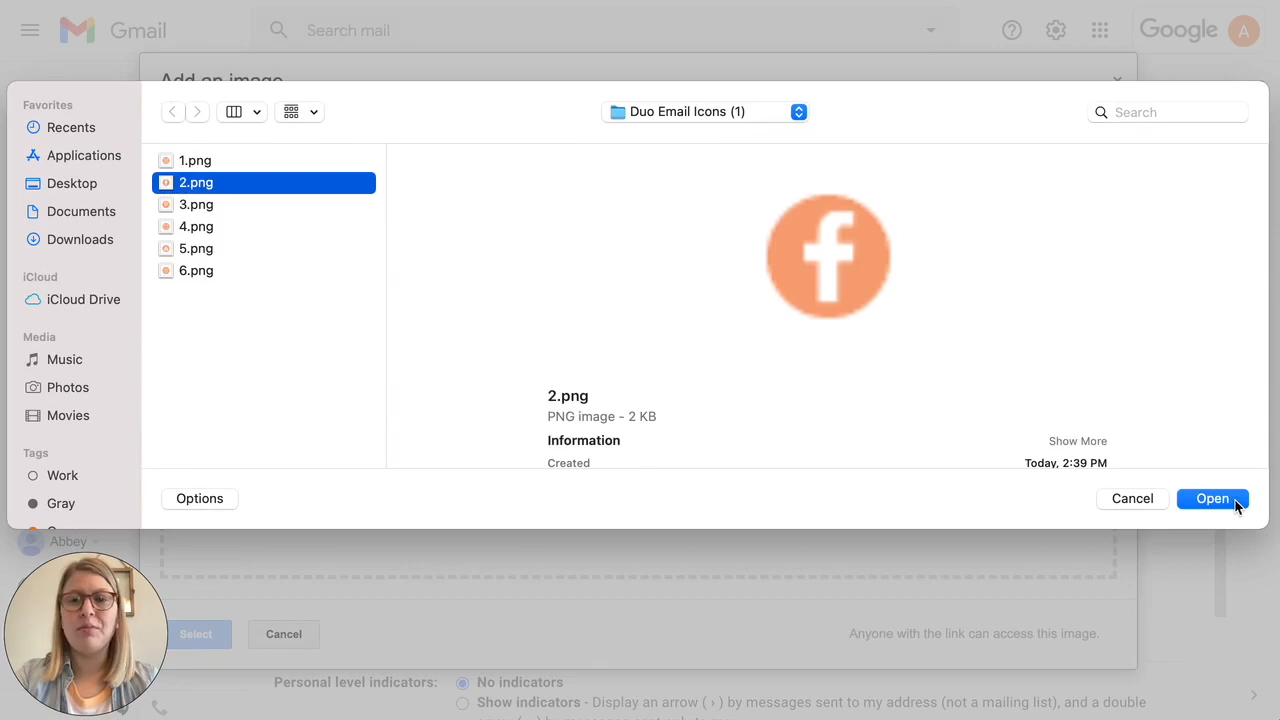 Gmail
Search mail
Google
A
Add an image
Favorites
Recents
Applications
Desktop
Documents
Downloads
iCloud
iCloud Drive
Media
Music
Photos
Movies
Tags
Work
Gray
Duo Email Icons (1)
Search
1.png
2.png
3.png
4.png
5.png
6.png
f
2.png
PNG image - 2 KB
Information
Show More
Created
Today, 2:39 PM
Options
Cancel
Open
Abbey
Select
Cancel
Anyone with the link can access this image.
Personal level indicators:
No indicators
Show indicators - Display an arrow ( › ) by messages sent to my address (not a mailing list), and a double